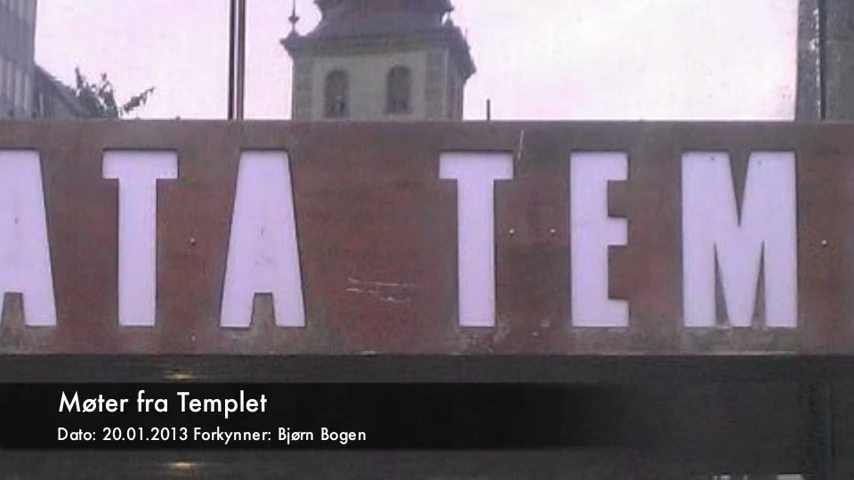 ATA TEM
Møter fra Templet
Dato: 20.01.2013 Forkynner: Bjørn Bogen